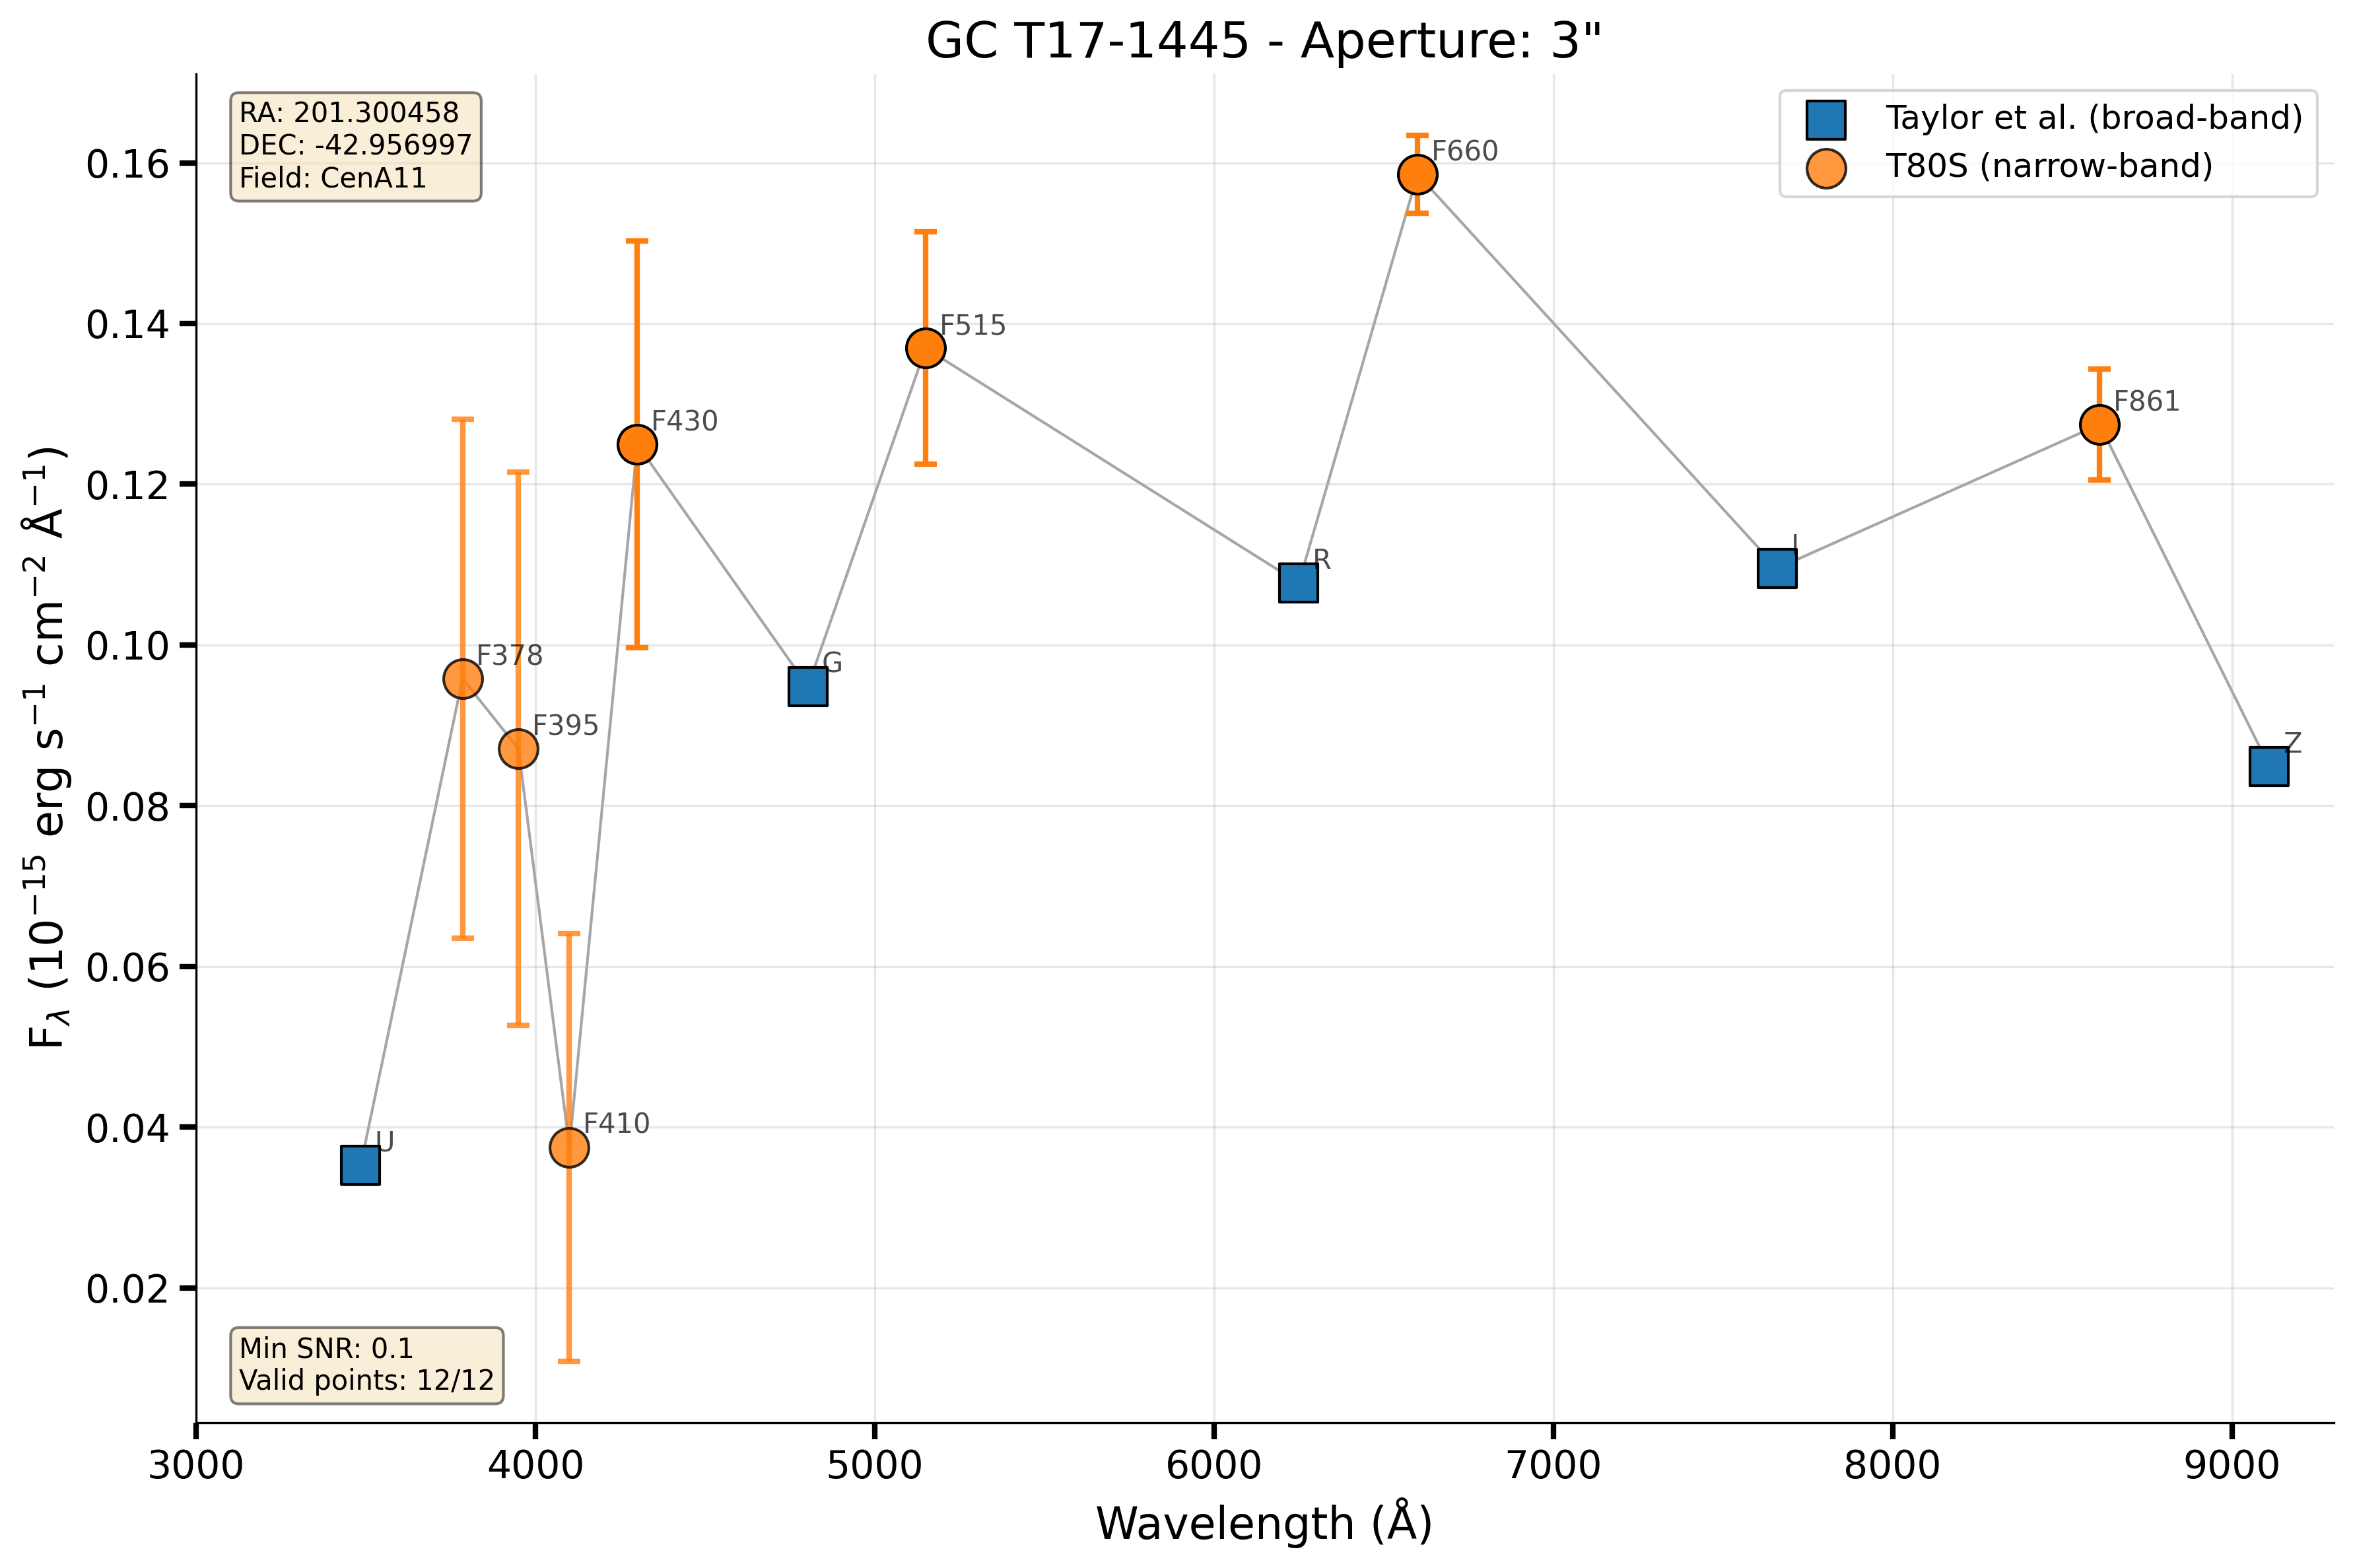 GC T17-1445 - Aperture: 3"
RA: 201.300458
DEC: -42.956997
Field: CenA11
Taylor et al. (broad-band)
T80S (narrow-band)
F660
F515
F430
F861
F378
F395
F410
U
G
R
I
Z
0.16
0.14
0.12
0.10
0.08
0.06
0.04
0.02
F_λ (10⁻¹⁵ erg s⁻¹ cm⁻² Å⁻¹)
Min SNR: 0.1
Valid points: 12/12
3000 4000 5000 6000 7000 8000 9000
Wavelength (Å)